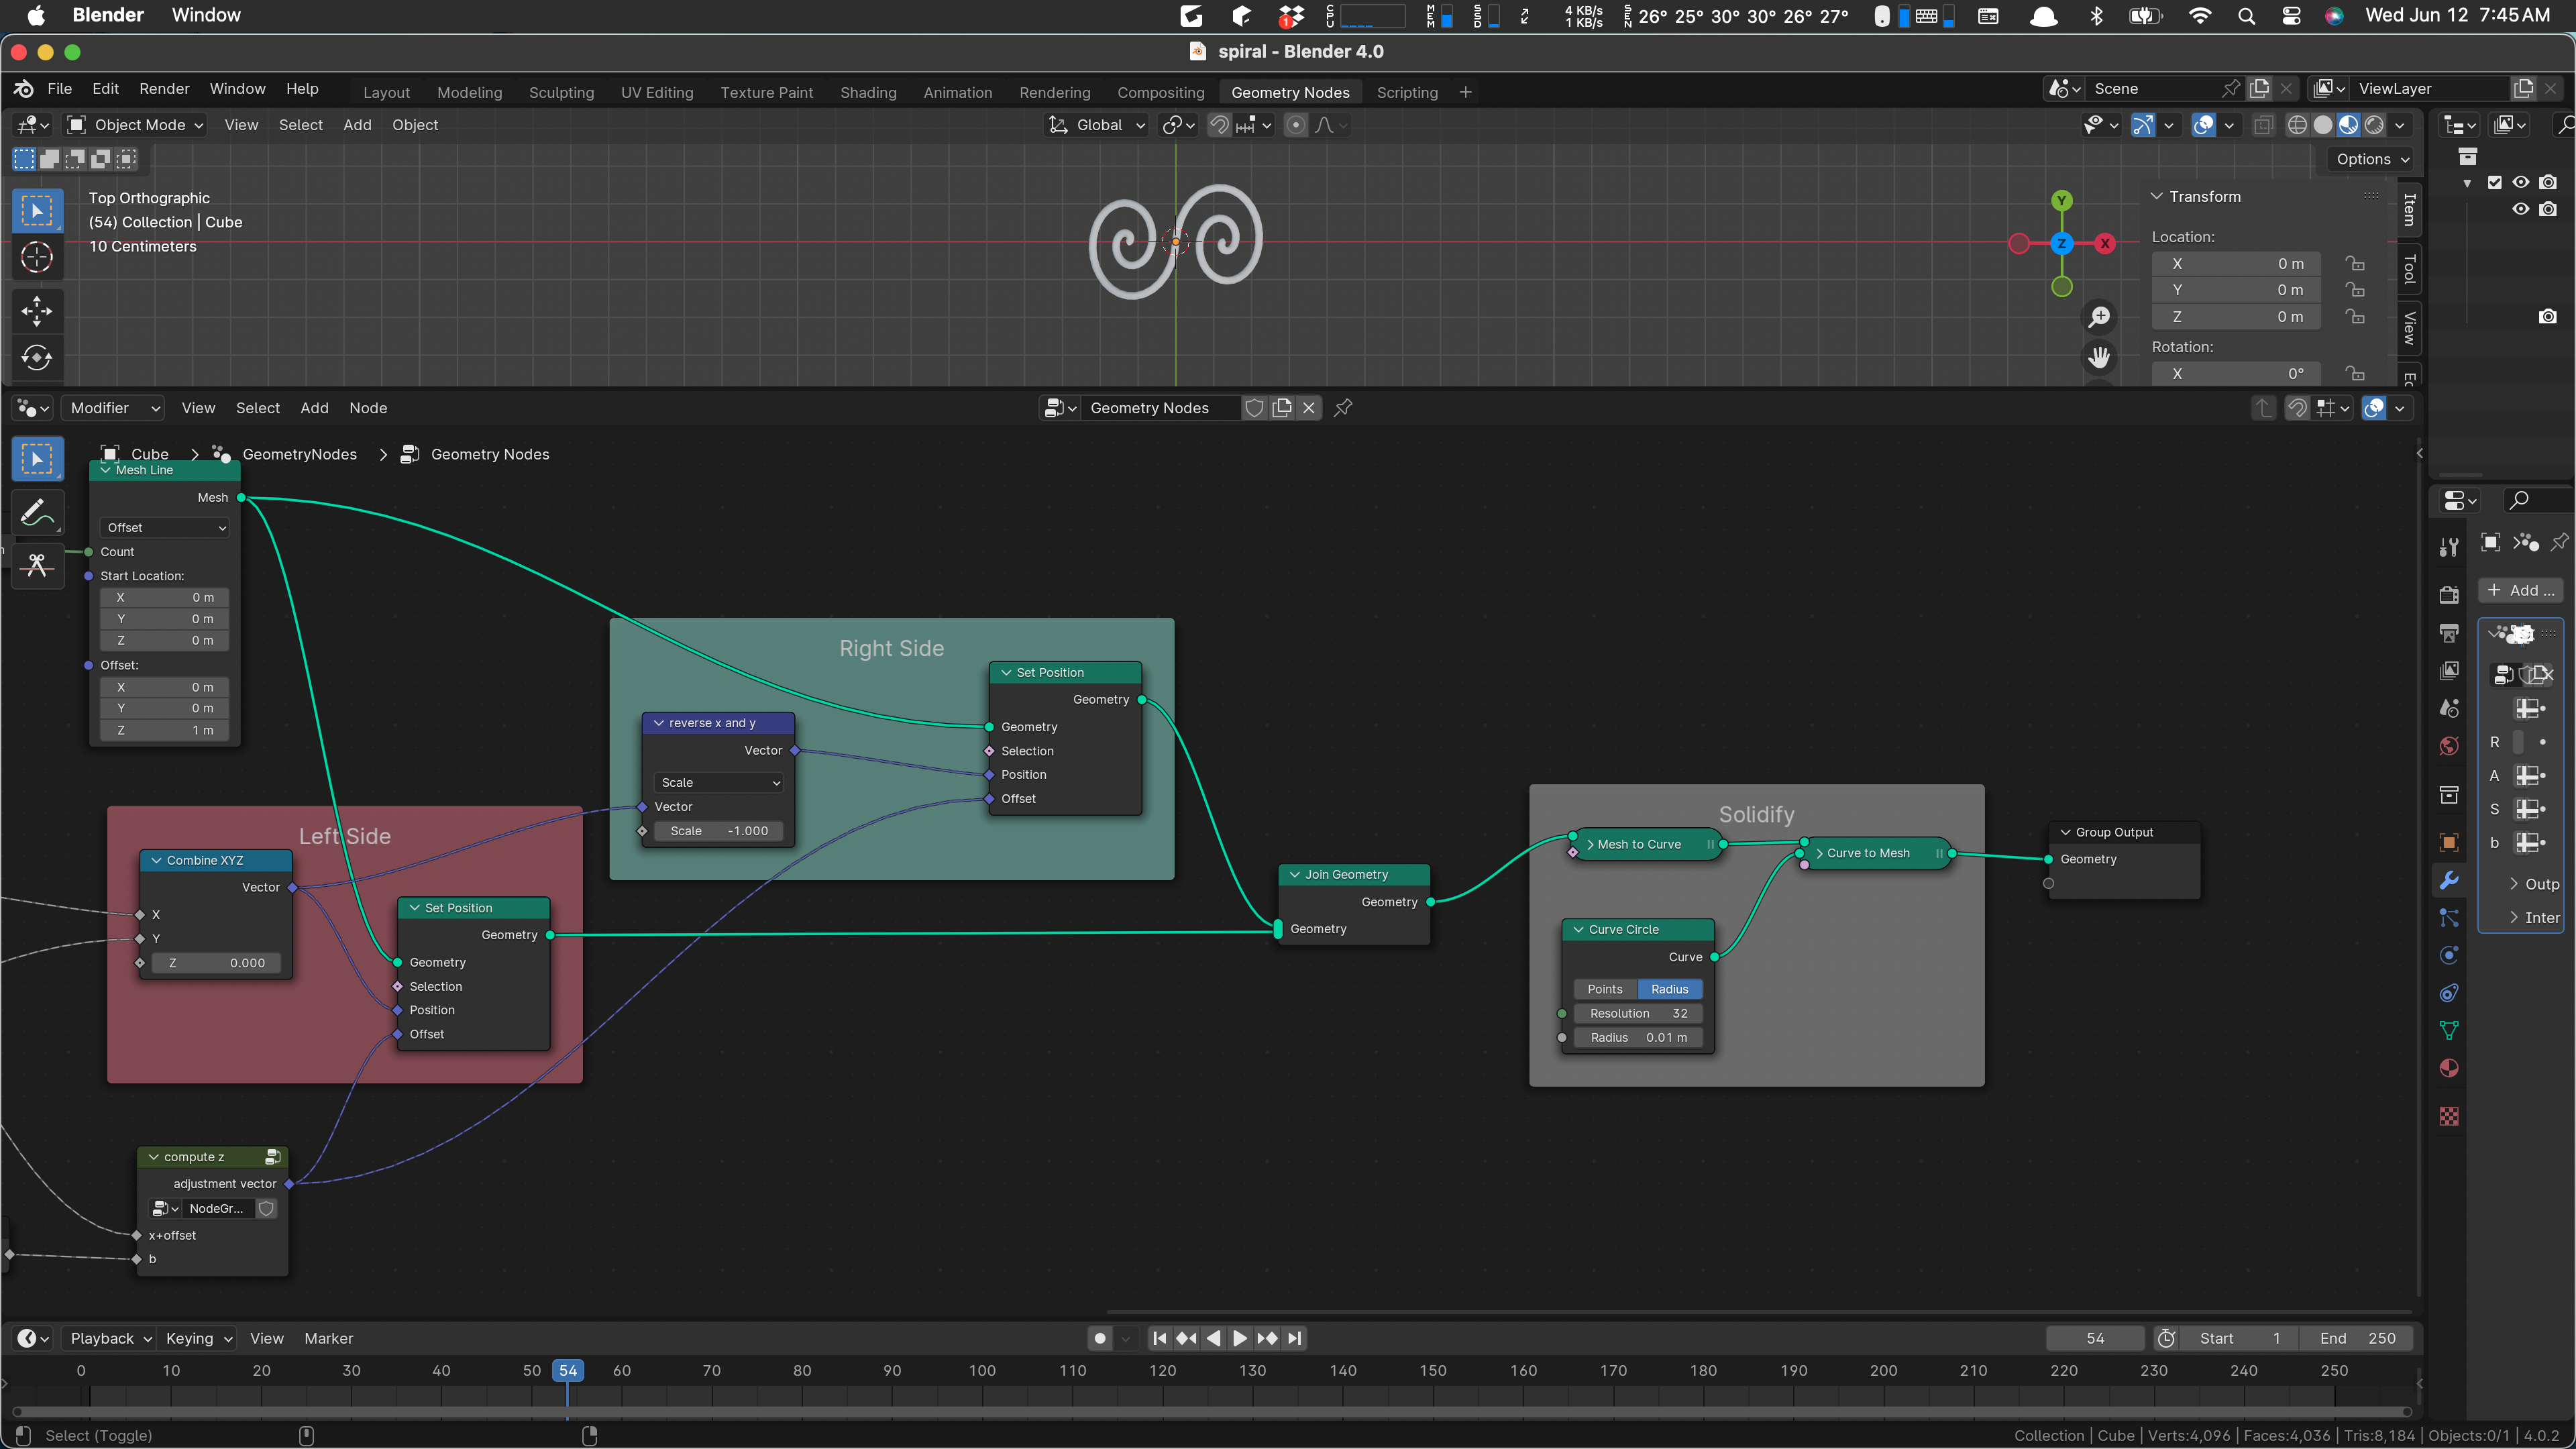 Blender Window
CPU MEM SSD 4 KB/s 1 KB/s SEN 26° 25° 30° 30° 26° 27° Wed Jun 12 7:45 AM
1
spiral - Blender 4.0
File Edit Render Window Help Layout Modeling Sculpting UV Editing Texture Paint Shading Animation Rendering Compositing Geometry Nodes Scripting + Scene ViewLayer
Object Mode View Select Add Object Global
Options
Top Orthographic
(54) Collection | Cube
10 Centimeters
Y
Z X
Transform
Location:
X 0 m
Y 0 m
Z 0 m
Rotation:
X 0°
Item
Tool
View
Modifier View Select Add Node Geometry Nodes
Cube > GeometryNodes > Geometry Nodes
Mesh Line
Mesh
Offset
Count
Start Location:
X 0 m
Y 0 m
Z 0 m
Offset:
X 0 m
Y 0 m
Z 1 m
Right Side
reverse x and y
Vector
Scale
Vector
Scale -1.000
Set Position
Geometry
Geometry
Selection
Position
Offset
Left Side
Combine XYZ
Vector
X
Y
Z 0.000
Set Position
Geometry
Geometry
Selection
Position
Offset
compute z
adjustment vector
NodeGr...
x+offset
b
Join Geometry
Geometry
Geometry
Solidify
Mesh to Curve
Curve to Mesh
Curve Circle
Curve
Points Radius
Resolution 32
Radius 0.01 m
Group Output
Geometry
+ Add ...
R
A
S
b
Outp
Inter
Playback Keying View Marker 54 Start 1 End 250
0 10 20 30 40 50 54 60 70 80 90 100 110 120 130 140 150 160 170 180 190 200 210 220 230 240 250
Select (Toggle) Collection | Cube | Verts:4,096 | Faces:4,036 | Tris:8,184 | Objects:0/1 | 4.0.2